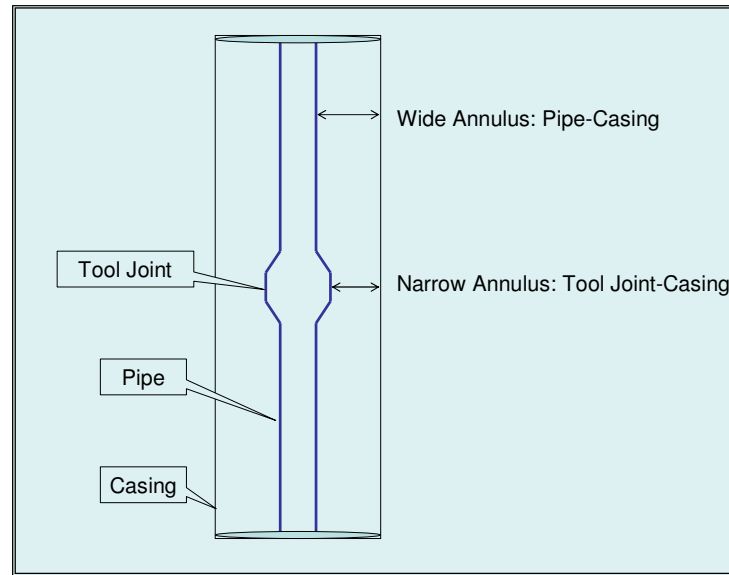 Wide Annulus: Pipe-Casing
Tool Joint
Narrow Annulus: Tool Joint-Casing
Pipe
Casing